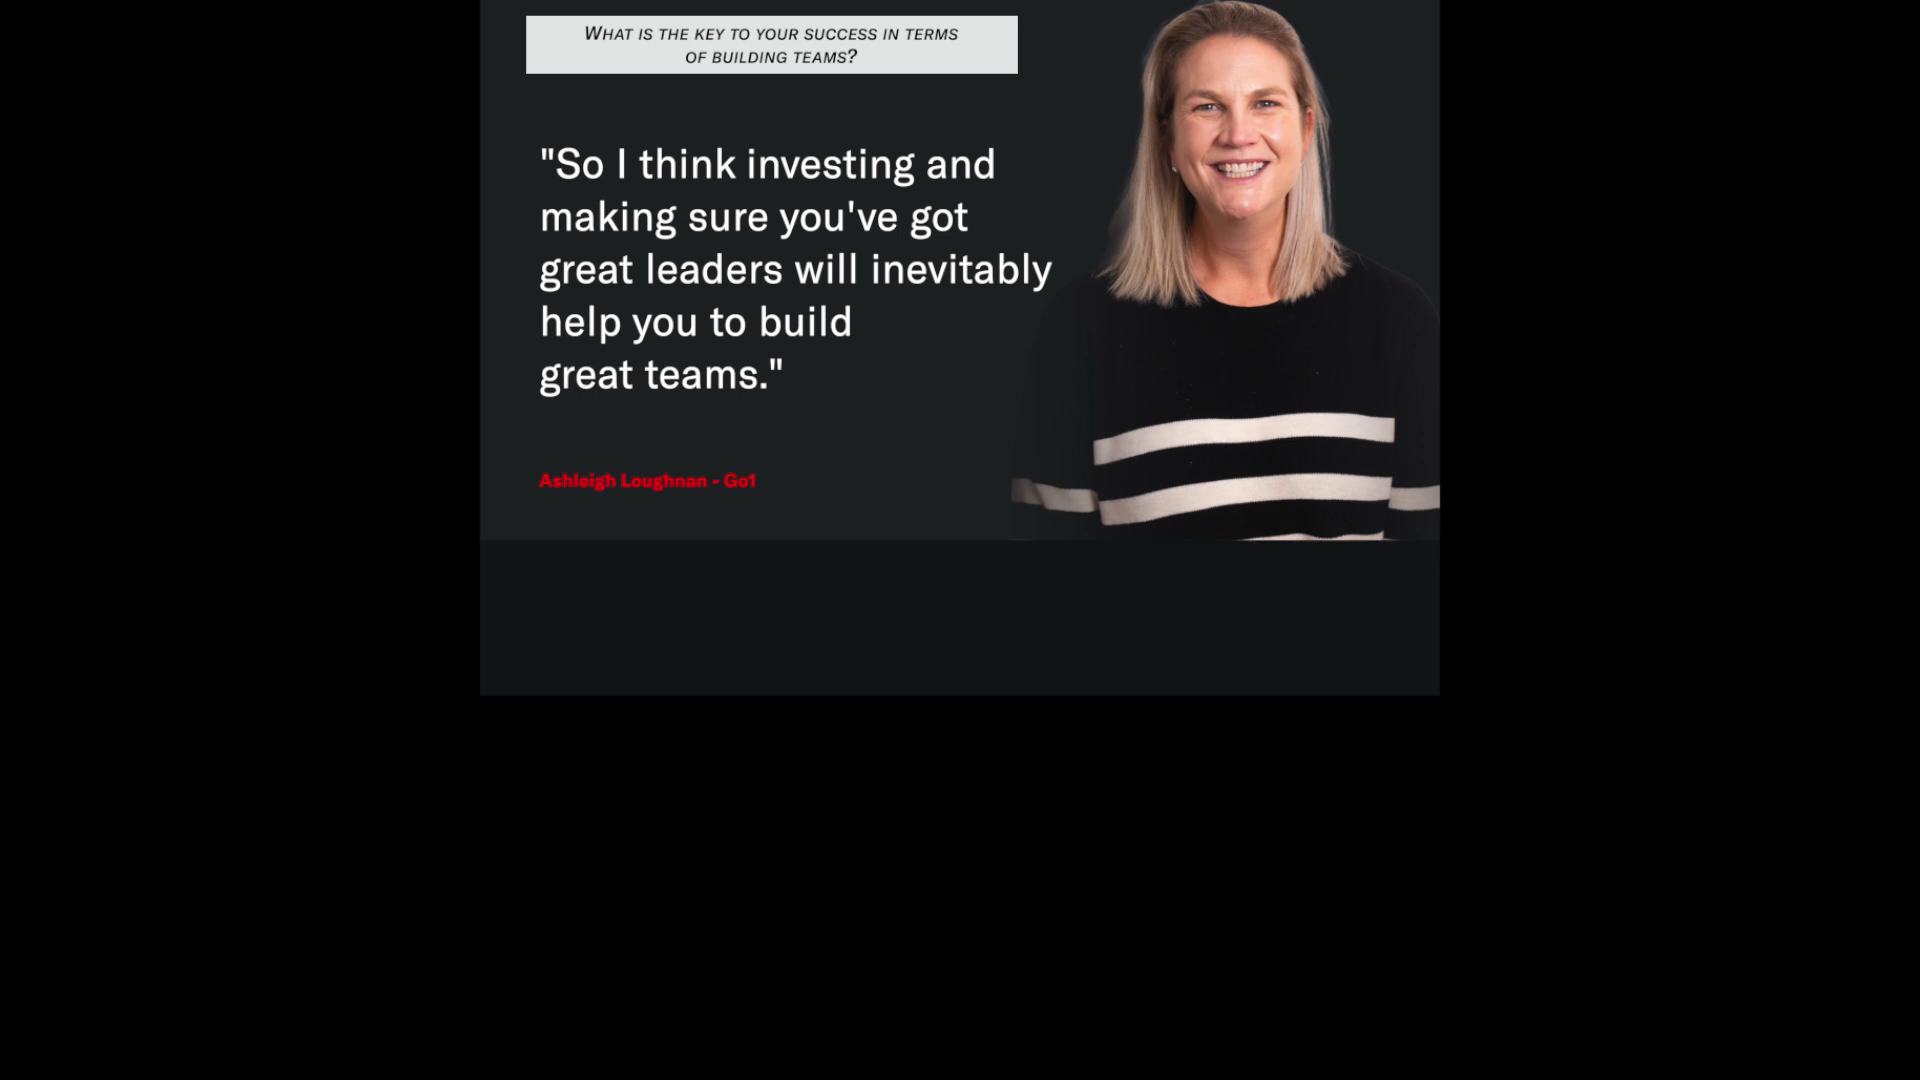 What is the key to your success in terms
of building teams?
"So I think investing and
making sure you've got
great leaders will inevitably
help you to build
great teams."
Ashleigh Loughnan - Go1